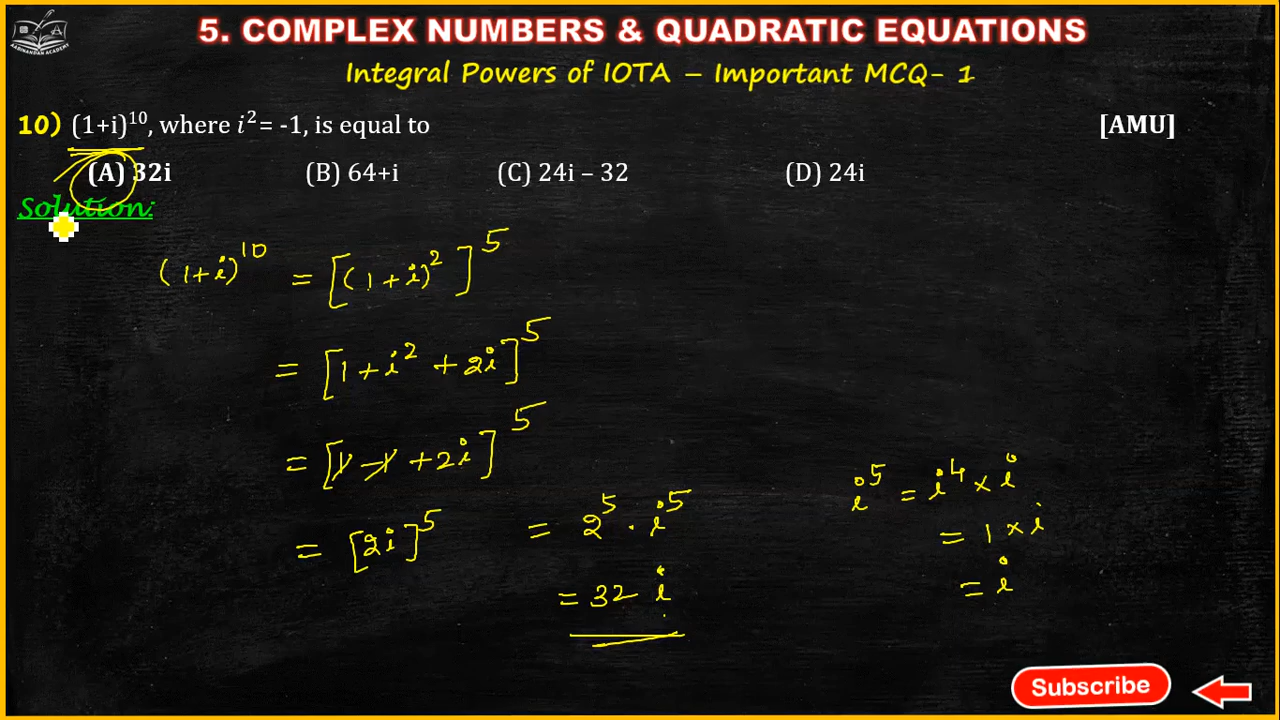 5. COMPLEX NUMBERS & QUADRATIC EQUATIONS
Integral Powers of IOTA – Important MCQ- 1
10) (1+i)¹⁰, where i²= -1, is equal to [AMU]
(A) 32i (B) 64+i (C) 24i – 32 (D) 24i
Solution:
(1+i)¹⁰ = [(1+i)²]⁵
= [1+i² + 2i]⁵
= [1 - 1 + 2i]⁵
= [2i]⁵ = 2⁵ . i⁵
= 32 i
i⁵ = i⁴ × i
= 1 × i
= i
Subscribe